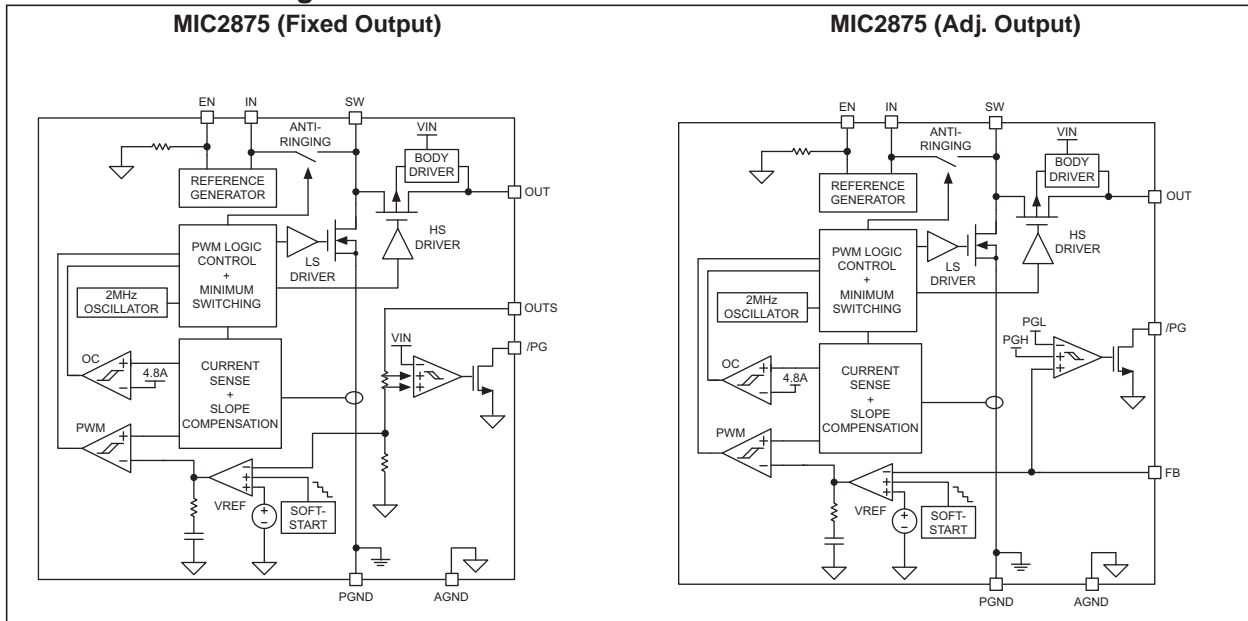 MIC2875 (Fixed Output)
EN
IN
SW
ANTI-
RINGING
VIN
BODY
DRIVER
REFERENCE
GENERATOR
OUT
PWM LOGIC
CONTROL
+
MINIMUM
SWITCHING
LS
DRIVER
HS
DRIVER
2MHz
OSCILLATOR
OUTS
VIN
/PG
OC
+
4.8A
−
CURRENT
SENSE
+
SLOPE
COMPENSATION
−
+
+
PWM
+
−
−
+
+
VREF
+
−
SOFT-
START
PGND
AGND
MIC2875 (Adj. Output)
EN
IN
SW
ANTI-
RINGING
VIN
BODY
DRIVER
REFERENCE
GENERATOR
OUT
PWM LOGIC
CONTROL
+
MINIMUM
SWITCHING
LS
DRIVER
HS
DRIVER
2MHz
OSCILLATOR
PGL
PGH
/PG
−
+
+
OC
+
4.8A
−
CURRENT
SENSE
+
SLOPE
COMPENSATION
PWM
+
−
−
+
+
FB
VREF
+
−
SOFT-
START
PGND
AGND